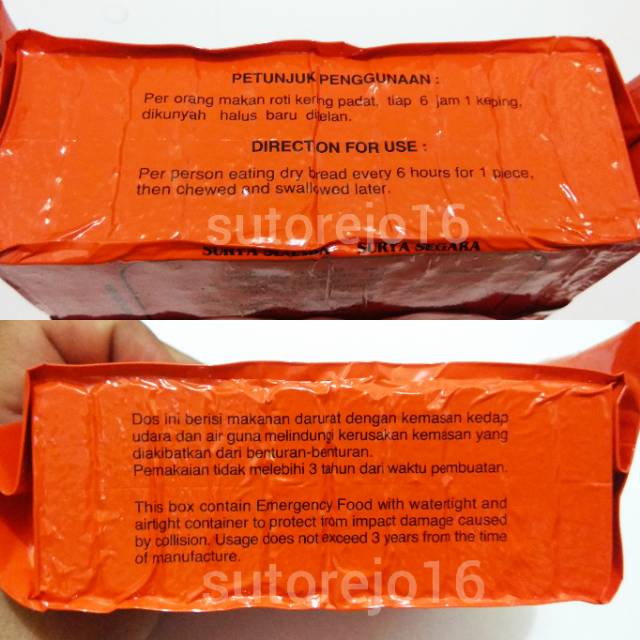 PETUNJUK PENGGUNAAN :
Per orang makan roti kering padat, tiap 6 jam 1 keping,
dikunyah halus baru ditelan.
DIRECTION FOR USE :
Per person eating dry bread every 6 hours for 1 piece,
then chewed and swallowed later.
sutorejo16
SURYA SEGARA SURYA SEGARA
Dos ini berisi makanan darurat dengan kemasan kedap
udara dan air guna melindungi kerusakan kemasan yang
diakibatkan dari benturan-benturan.
Pemakaian tidak melebihi 3 tahun dari waktu pembuatan.
This box contain Emergency Food with watertight and
airtight container to protect from impact damage caused
by collision. Usage does not exceed 3 years from the time
of manufacture.
sutorejo16